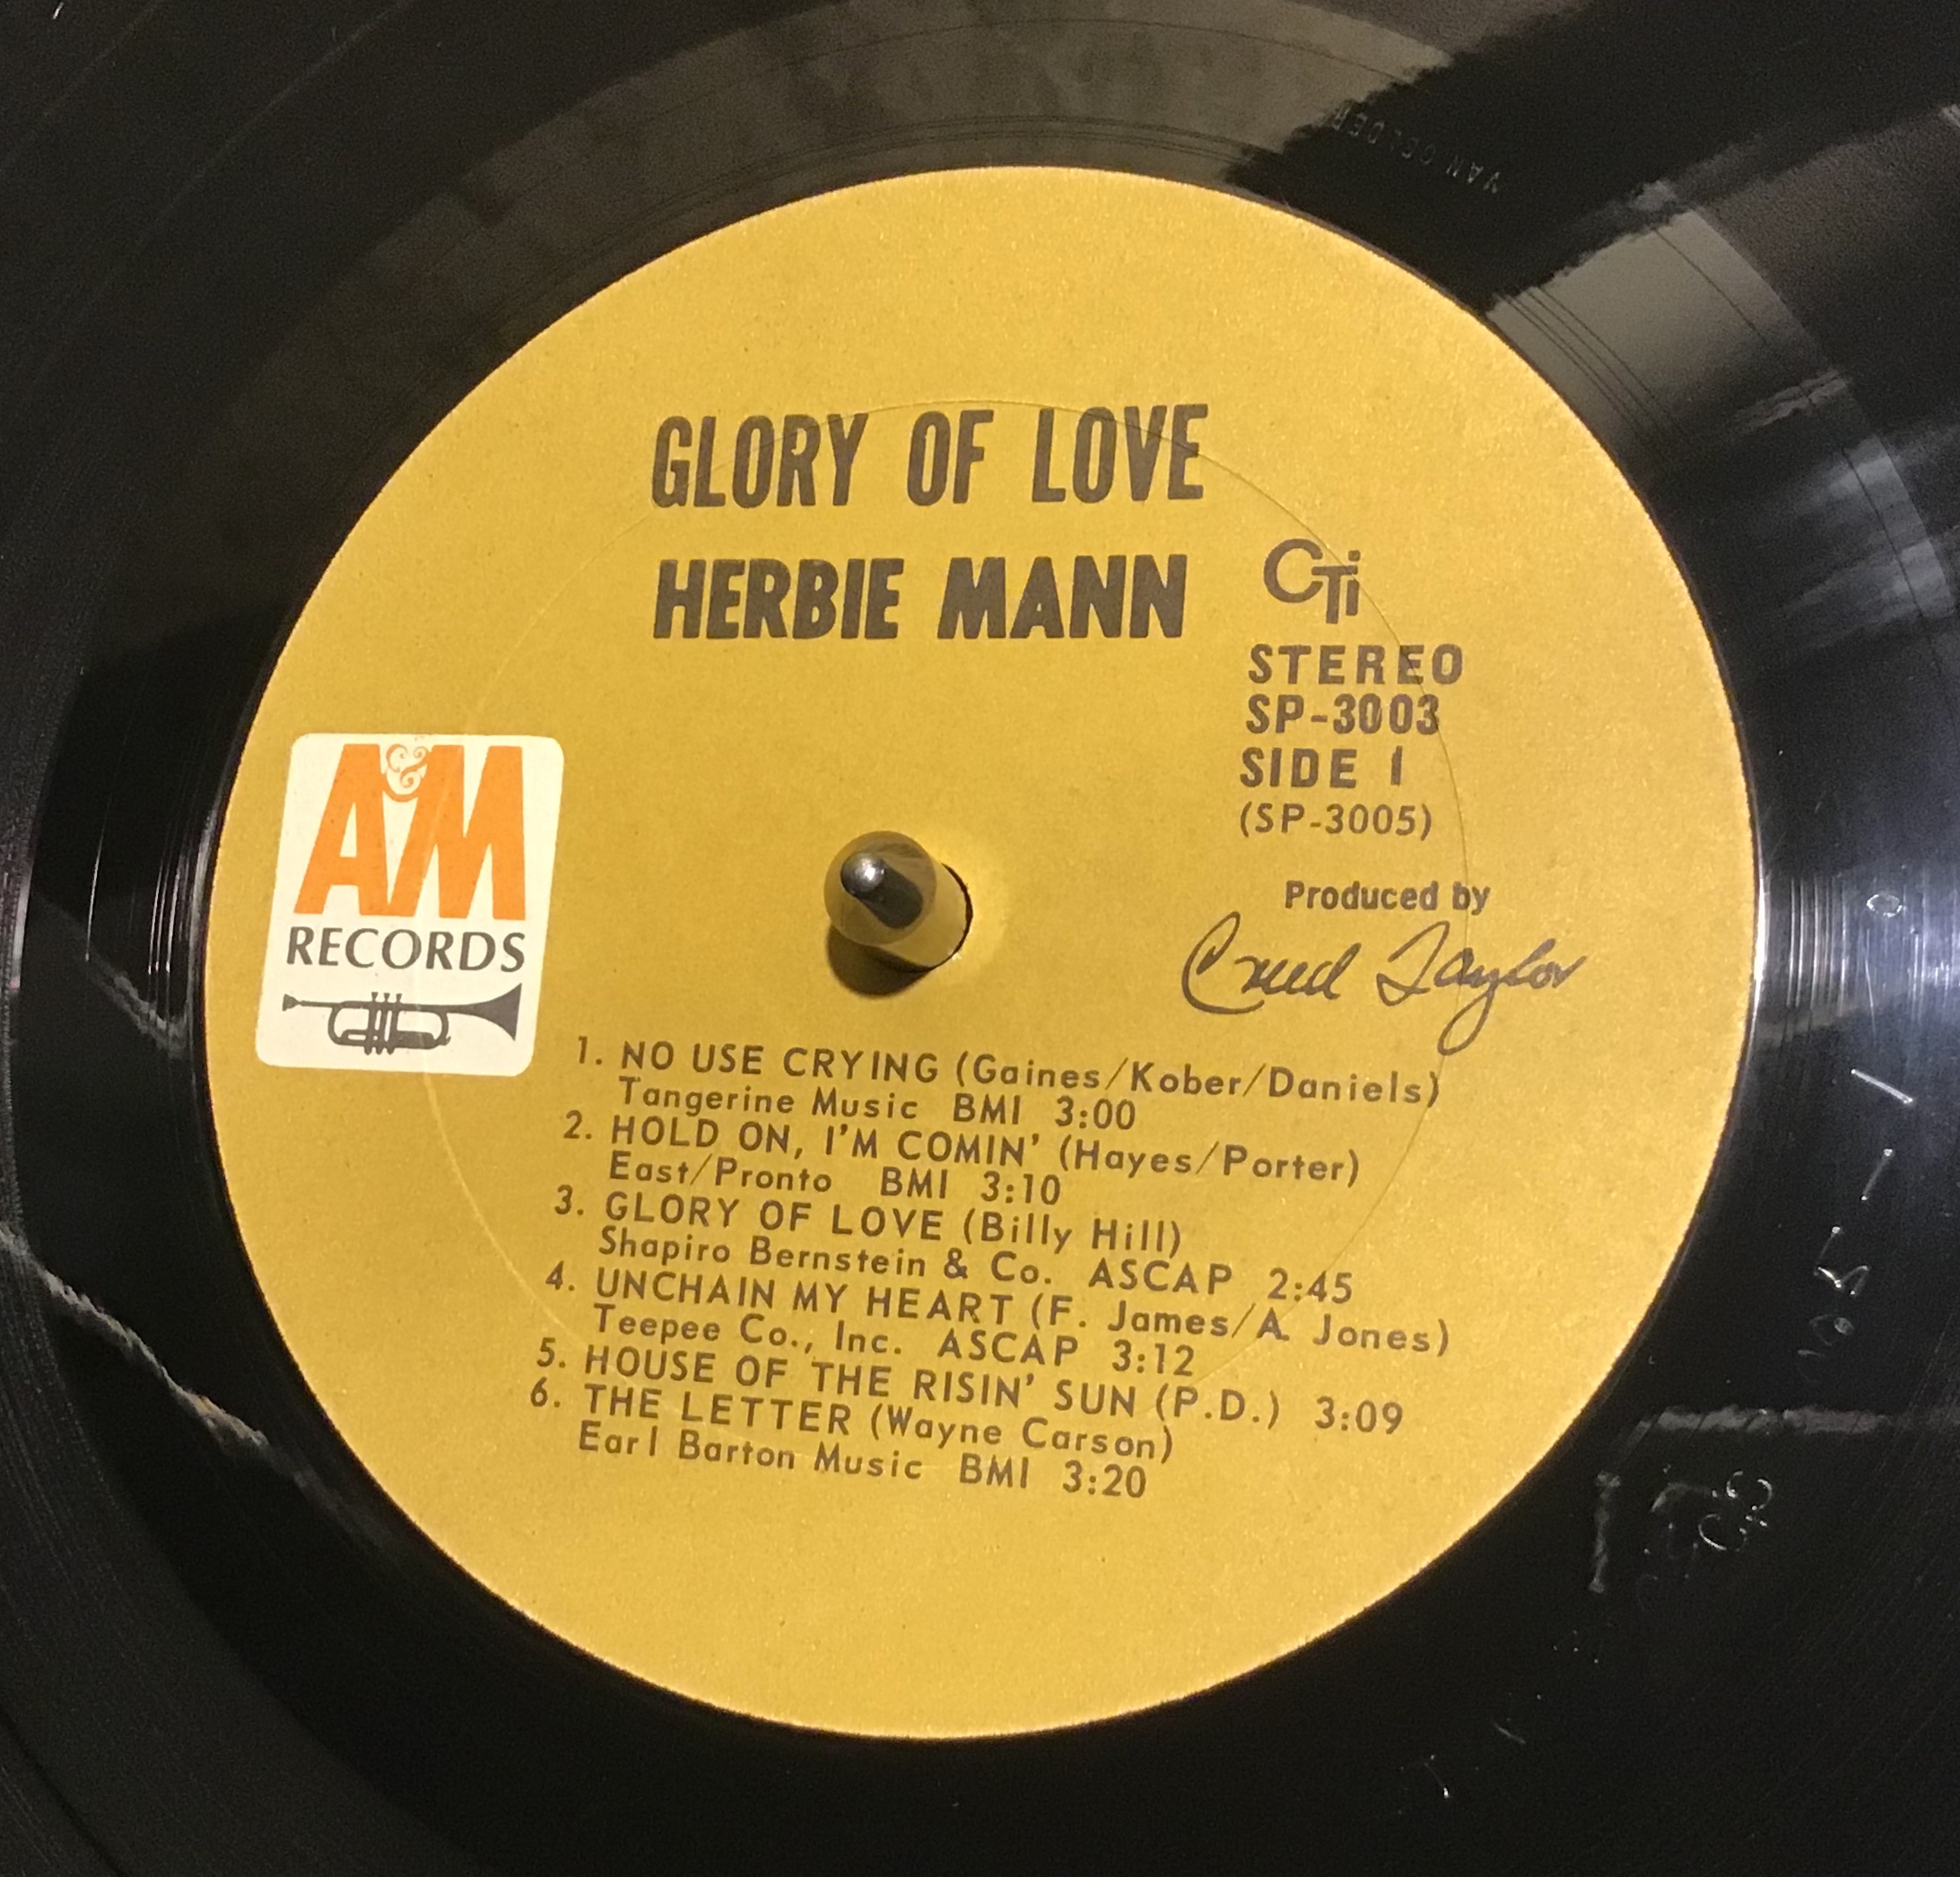 GLORY OF LOVE
HERBIE MANN
CTi
STEREO
SP-3003
SIDE 1
(SP-3005)
A&M
RECORDS
Produced by
Creed Taylor
1. NO USE CRYING (Gaines/Kober/Daniels)
Tangerine Music BMI 3:00
2. HOLD ON, I'M COMIN' (Hayes/Porter)
East/Pronto BMI 3:10
3. GLORY OF LOVE (Billy Hill)
Shapiro Bernstein & Co. ASCAP 2:45
4. UNCHAIN MY HEART (F. James/A. Jones)
Teepee Co., Inc. ASCAP 3:12
5. HOUSE OF THE RISIN' SUN (P.D.) 3:09
6. THE LETTER (Wayne Carson)
Earl Barton Music BMI 3:20
VAN GELDER